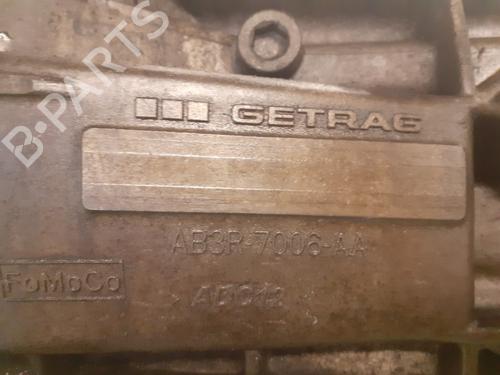 B-PARTS
GETRAG
AB3R-7006-AA
FoMoCo